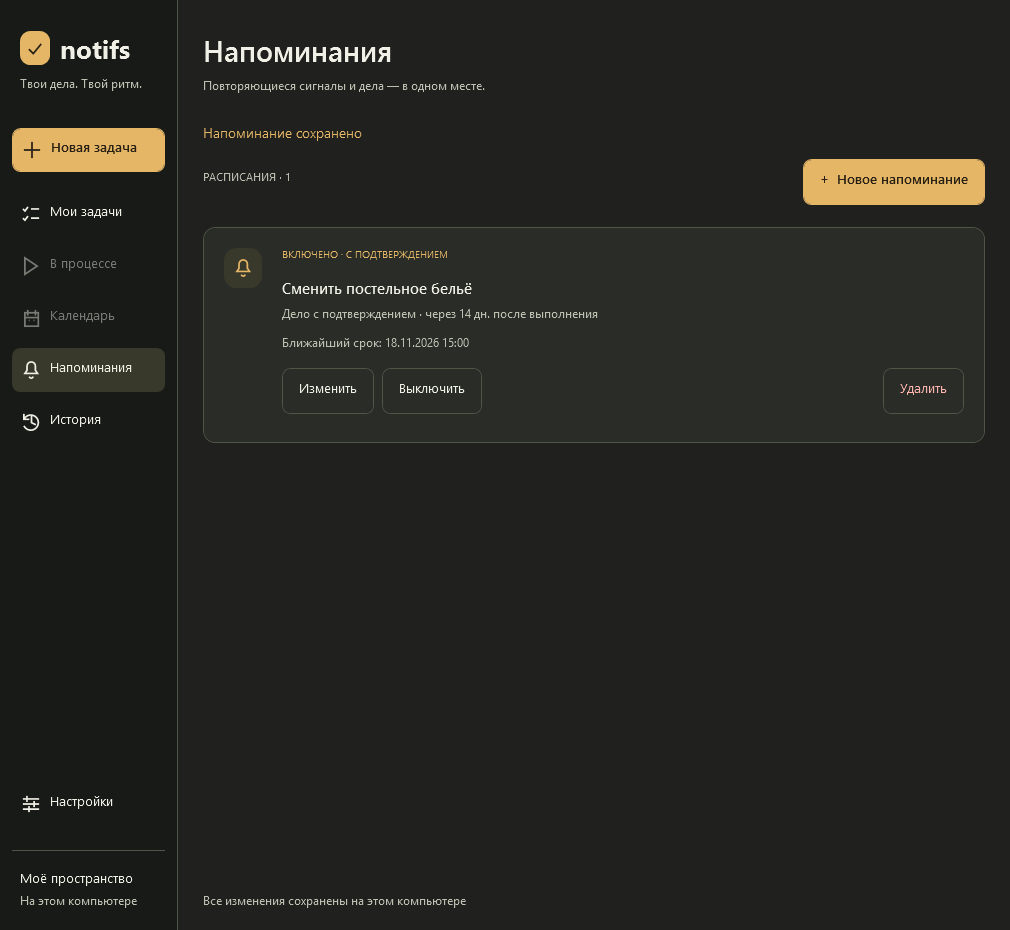 notifs
Твои дела. Твой ритм.
Новая задача
Мои задачи
В процессе
Календарь
Напоминания
История
Настройки
Моё пространство
На этом компьютере
Напоминания
Повторяющиеся сигналы и дела — в одном месте.
Напоминание сохранено
РАСПИСАНИЯ · 1
+ Новое напоминание
ВКЛЮЧЕНО · С ПОДТВЕРЖДЕНИЕМ
Сменить постельное бельё
Дело с подтверждением · через 14 дн. после выполнения
Ближайший срок: 18.11.2026 15:00
Изменить
Выключить
Удалить
Все изменения сохранены на этом компьютере